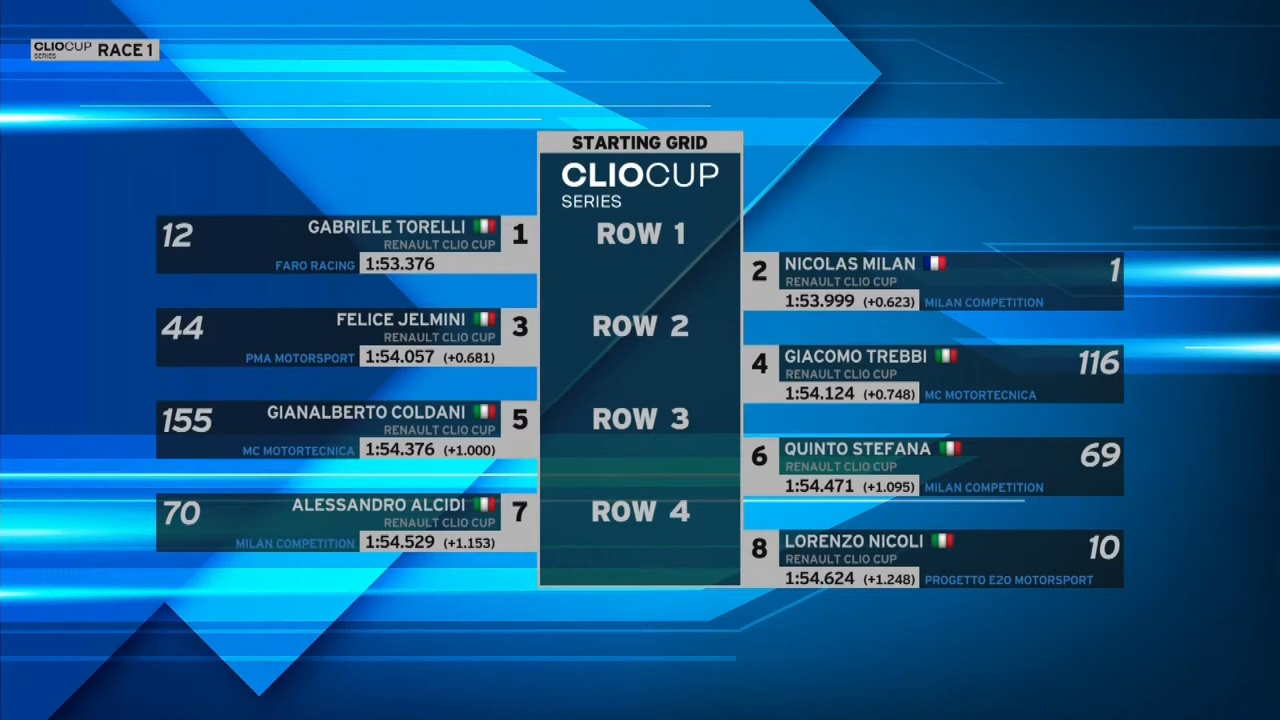 CLIOCUP
SERIES
RACE 1
STARTING GRID
CLIOCUP
SERIES
ROW 1
12
GABRIELE TORELLI
1
RENAULT CLIO CUP
FARO RACING 1:53.376
2
NICOLAS MILAN
1
RENAULT CLIO CUP
1:53.999 (+0.623) MILAN COMPETITION
ROW 2
44
FELICE JELMINI
3
RENAULT CLIO CUP
PMA MOTORSPORT 1:54.057 (+0.681)
4
GIACOMO TREBBI
116
RENAULT CLIO CUP
1:54.124 (+0.748) MC MOTORTECNICA
ROW 3
155
GIANALBERTO COLDANI
5
RENAULT CLIO CUP
MC MOTORTECNICA 1:54.376 (+1.000)
6
QUINTO STEFANA
69
RENAULT CLIO CUP
1:54.471 (+1.095) MILAN COMPETITION
ROW 4
70
ALESSANDRO ALCIDI
7
RENAULT CLIO CUP
MILAN COMPETITION 1:54.529 (+1.153)
8
LORENZO NICOLI
10
RENAULT CLIO CUP
1:54.624 (+1.248) PROGETTO E20 MOTORSPORT